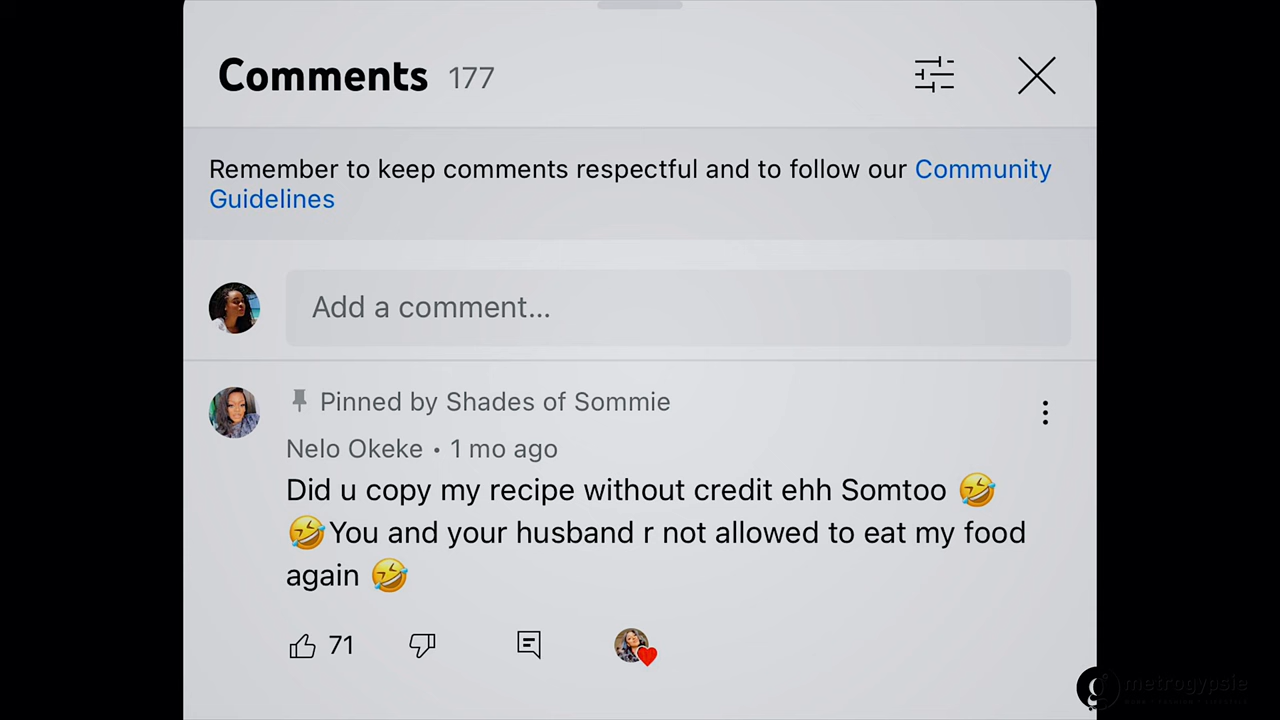 Comments 177
Remember to keep comments respectful and to follow our Community
Guidelines
Add a comment...
Pinned by Shades of Sommie
Nelo Okeke • 1 mo ago
Did u copy my recipe without credit ehh Somtoo 🤣
🤣You and your husband r not allowed to eat my food
again 🤣
71
metrogypsie